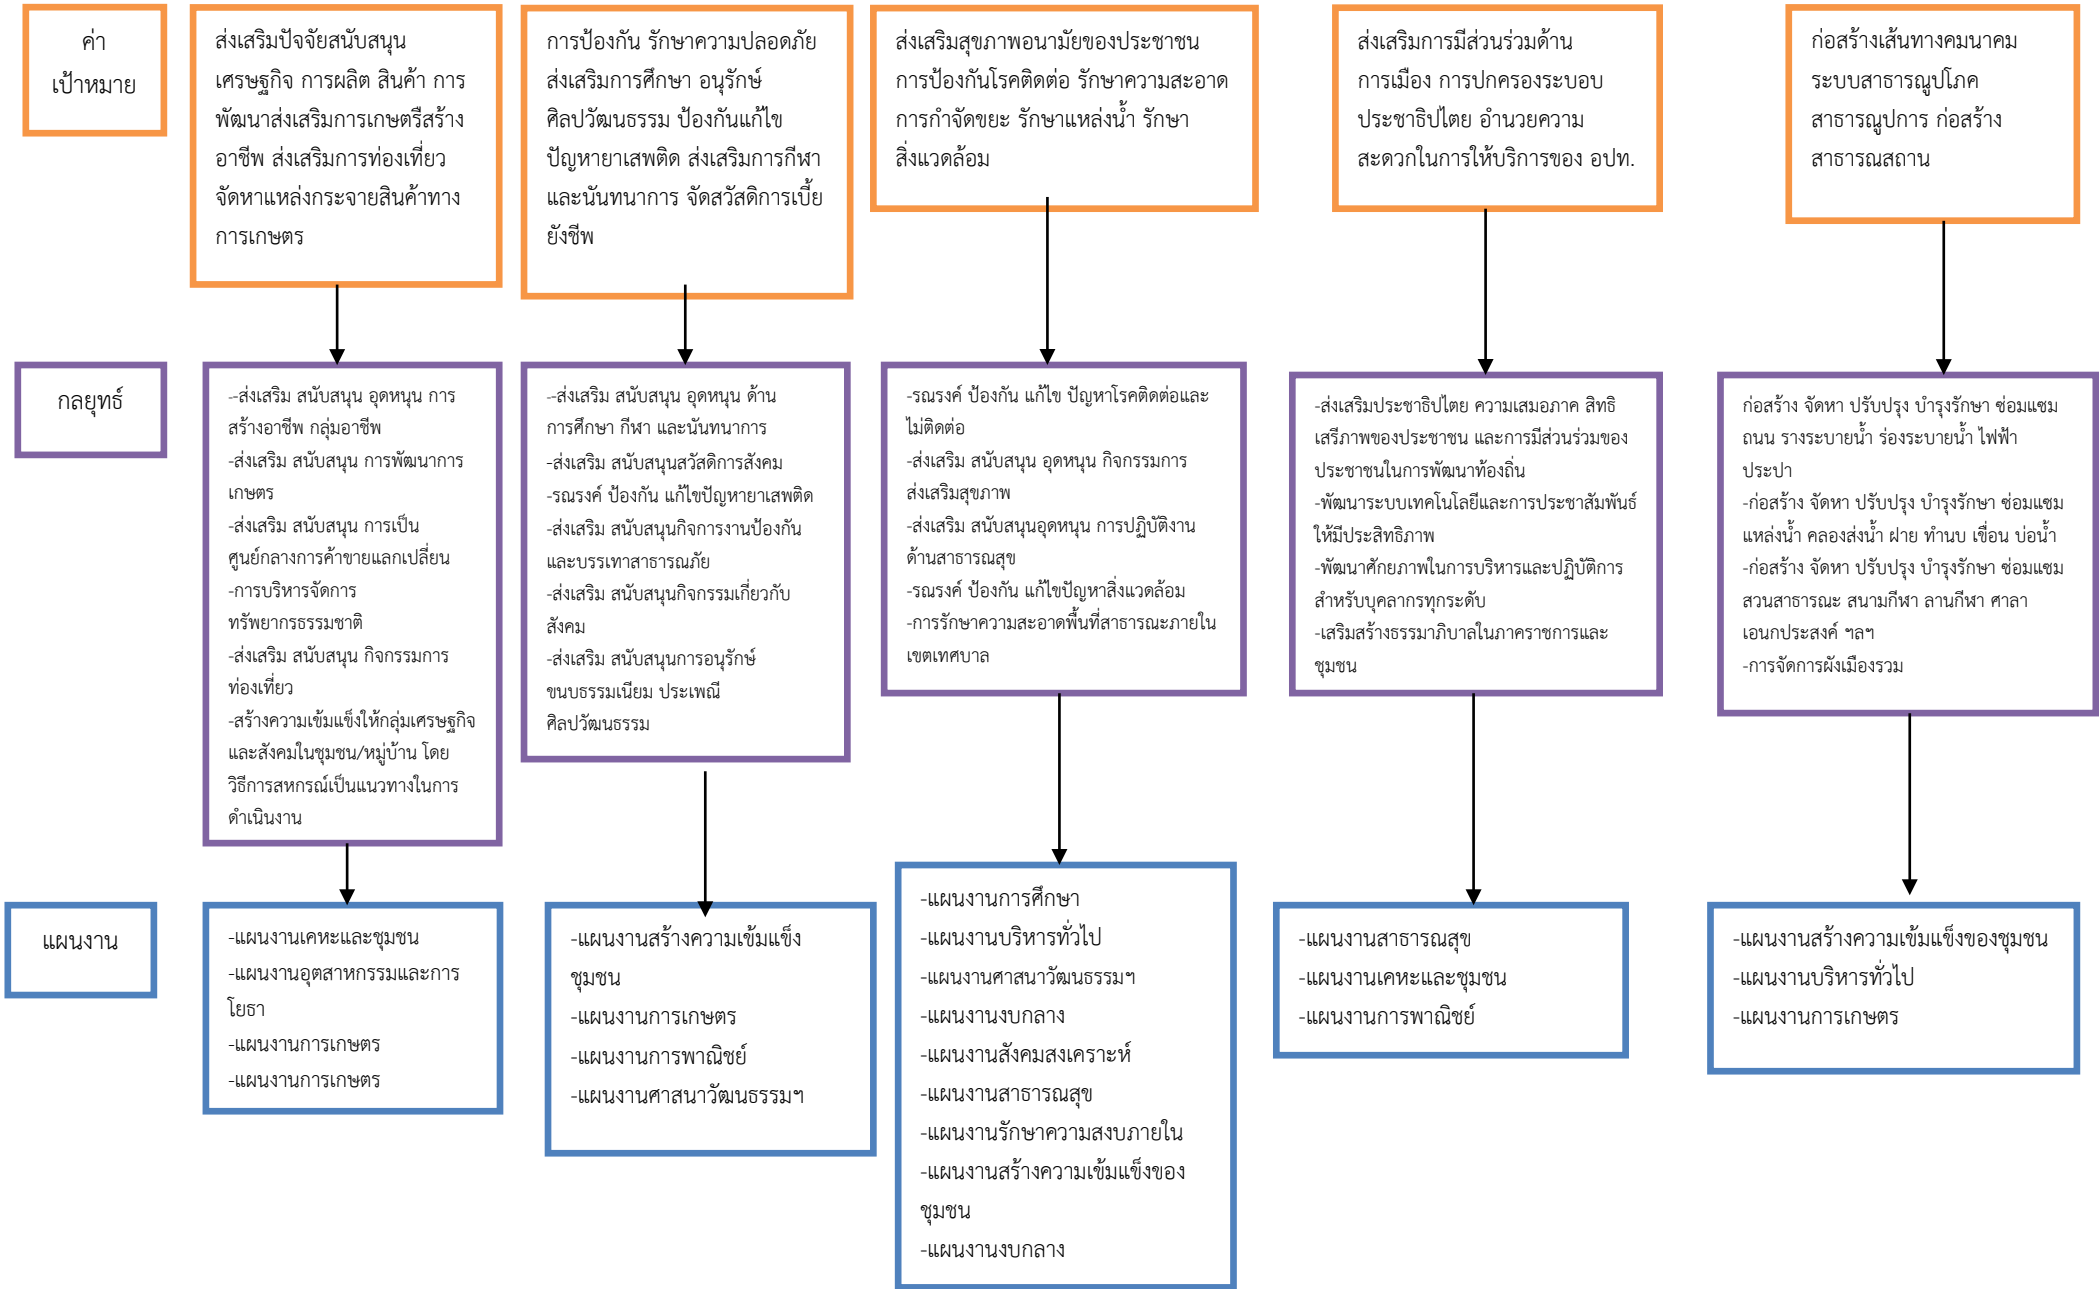 ค่า
เป้าหมาย
ส่งเสริมปัจจัยสนับสนุน
เศรษฐกิจ การผลิต สินค้า การ
พัฒนาส่งเสริมการเกษตรีสร้าง
อาชีพ ส่งเสริมการท่องเที่ยว
จัดหาแหล่งกระจายสินค้าทาง
การเกษตร
การป้องกัน รักษาความปลอดภัย
ส่งเสริมการศึกษา อนุรักษ์
ศิลปวัฒนธรรม ป้องกันแก้ไข
ปัญหายาเสพติด ส่งเสริมการกีฬา
และนันทนาการ จัดสวัสดิการเบี้ย
ยังชีพ
ส่งเสริมสุขภาพอนามัยของประชาชน
การป้องกันโรคติดต่อ รักษาความสะอาด
การกำจัดขยะ รักษาแหล่งน้ำ รักษา
สิ่งแวดล้อม
ส่งเสริมการมีส่วนร่วมด้าน
การเมือง การปกครองระบอบ
ประชาธิปไตย อำนวยความ
สะดวกในการให้บริการของ อปท.
ก่อสร้างเส้นทางคมนาคม
ระบบสาธารณูปโภค
สาธารณูปการ ก่อสร้าง
สาธารณสถาน
กลยุทธ์
--ส่งเสริม สนับสนุน อุดหนุน การ
สร้างอาชีพ กลุ่มอาชีพ
-ส่งเสริม สนับสนุน การพัฒนาการ
เกษตร
-ส่งเสริม สนับสนุน การเป็น
ศูนย์กลางการค้าขายแลกเปลี่ยน
-การบริหารจัดการ
ทรัพยากรธรรมชาติ
-ส่งเสริม สนับสนุน กิจกรรมการ
ท่องเที่ยว
-สร้างความเข้มแข็งให้กลุ่มเศรษฐกิจ
และสังคมในชุมชน/หมู่บ้าน โดย
วิธีการสหกรณ์เป็นแนวทางในการ
ดำเนินงาน
--ส่งเสริม สนับสนุน อุดหนุน ด้าน
การศึกษา กีฬา และนันทนาการ
-ส่งเสริม สนับสนุนสวัสดิการสังคม
-รณรงค์ ป้องกัน แก้ไขปัญหายาเสพติด
-ส่งเสริม สนับสนุนกิจการงานป้องกัน
และบรรเทาสาธารณภัย
-ส่งเสริม สนับสนุนกิจกรรมเกี่ยวกับ
สังคม
-ส่งเสริม สนับสนุนการอนุรักษ์
ขนบธรรมเนียม ประเพณี
ศิลปวัฒนธรรม
-รณรงค์ ป้องกัน แก้ไข ปัญหาโรคติดต่อและ
ไม่ติดต่อ
-ส่งเสริม สนับสนุน อุดหนุน กิจกรรมการ
ส่งเสริมสุขภาพ
-ส่งเสริม สนับสนุนอุดหนุน การปฏิบัติงาน
ด้านสาธารณสุข
-รณรงค์ ป้องกัน แก้ไขปัญหาสิ่งแวดล้อม
-การรักษาความสะอาดพื้นที่สาธารณะภายใน
เขตเทศบาล
-ส่งเสริมประชาธิปไตย ความเสมอภาค สิทธิ
เสรีภาพของประชาชน และการมีส่วนร่วมของ
ประชาชนในการพัฒนาท้องถิ่น
-พัฒนาระบบเทคโนโลยีและการประชาสัมพันธ์
ให้มีประสิทธิภาพ
-พัฒนาศักยภาพในการบริหารและปฏิบัติการ
สำหรับบุคลากรทุกระดับ
-เสริมสร้างธรรมาภิบาลในภาคราชการและ
ชุมชน
ก่อสร้าง จัดหา ปรับปรุง บำรุงรักษา ซ่อมแซม
ถนน รางระบายน้ำ ร่องระบายน้ำ ไฟฟ้า
ประปา
-ก่อสร้าง จัดหา ปรับปรุง บำรุงรักษา ซ่อมแซม
แหล่งน้ำ คลองส่งน้ำ ฝาย ทำนบ เขื่อน บ่อน้ำ
-ก่อสร้าง จัดหา ปรับปรุง บำรุงรักษา ซ่อมแซม
สวนสาธารณะ สนามกีฬา ลานกีฬา ศาลา
เอนกประสงค์ ฯลฯ
-การจัดการผังเมืองรวม
แผนงาน
-แผนงานเคหะและชุมชน
-แผนงานอุตสาหกรรมและการ
โยธา
-แผนงานการเกษตร
-แผนงานการเกษตร
-แผนงานสร้างความเข้มแข็ง
ชุมชน
-แผนงานการเกษตร
-แผนงานการพาณิชย์
-แผนงานศาสนาวัฒนธรรมฯ
-แผนงานการศึกษา
-แผนงานบริหารทั่วไป
-แผนงานศาสนาวัฒนธรรมฯ
-แผนงานงบกลาง
-แผนงานสังคมสงเคราะห์
-แผนงานสาธารณสุข
-แผนงานรักษาความสงบภายใน
-แผนงานสร้างความเข้มแข็งของ
ชุมชน
-แผนงานงบกลาง
-แผนงานสาธารณสุข
-แผนงานเคหะและชุมชน
-แผนงานการพาณิชย์
-แผนงานสร้างความเข้มแข็งของชุมชน
-แผนงานบริหารทั่วไป
-แผนงานการเกษตร